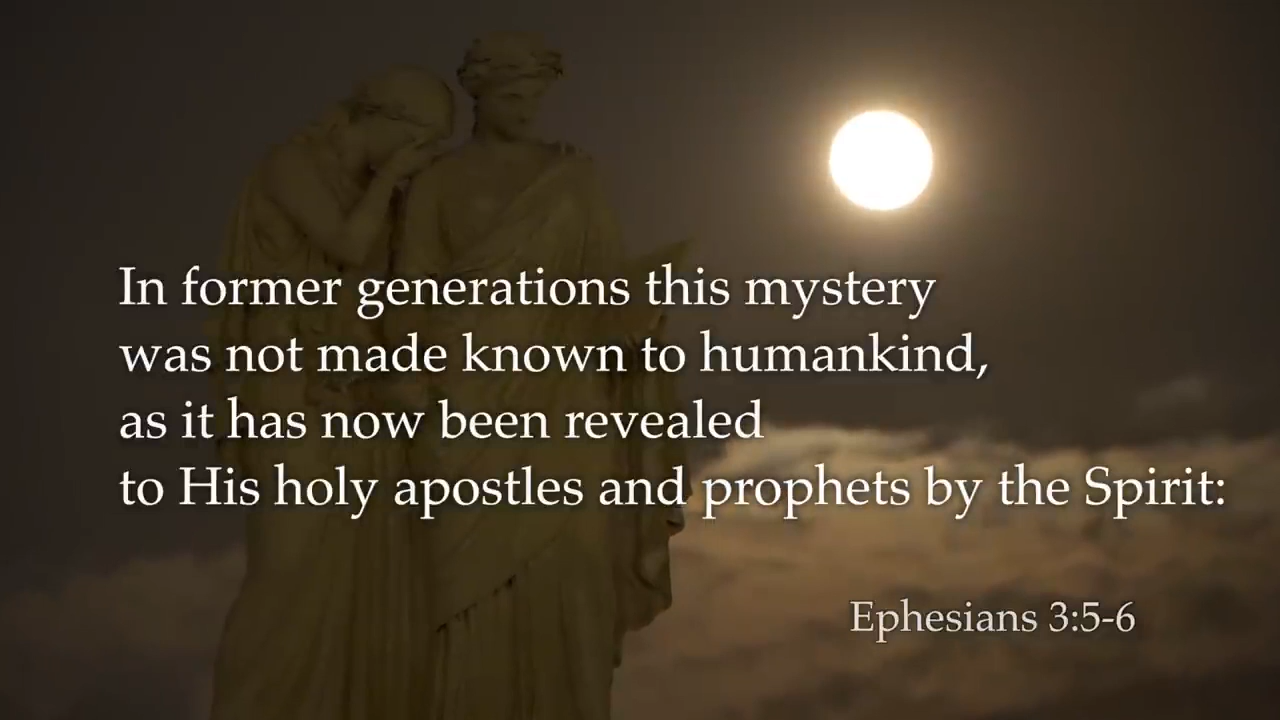 In former generations this mystery
was not made known to humankind,
as it has now been revealed
to His holy apostles and prophets by the Spirit:
Ephesians 3:5-6